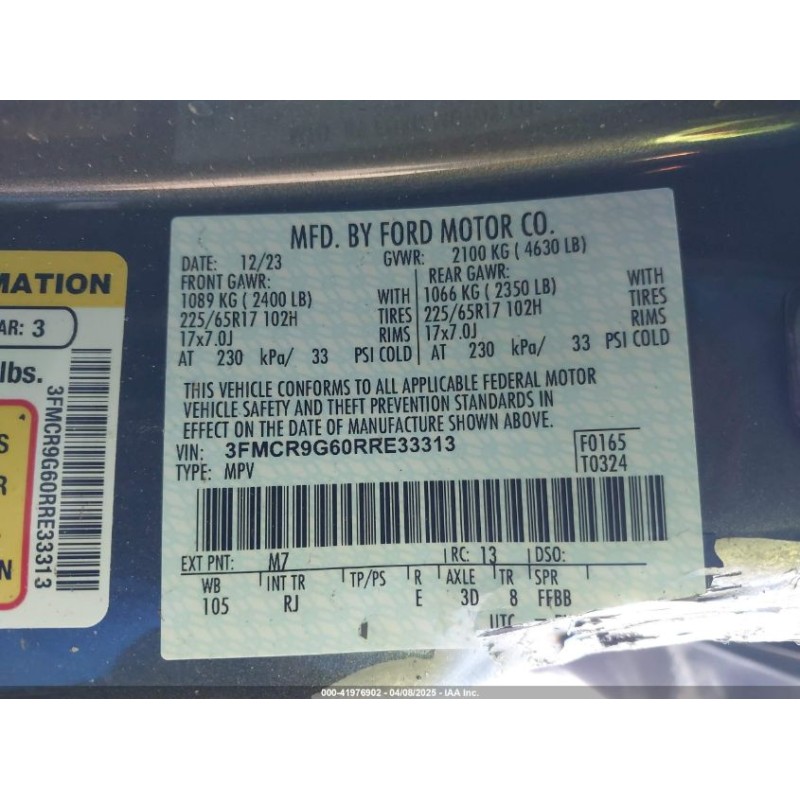 MFD. BY FORD MOTOR CO.
DATE: 12/23 GVWR: 2100 KG ( 4630 LB)
FRONT GAWR: REAR GAWR: WITH
1089 KG ( 2400 LB) WITH 1066 KG ( 2350 LB) TIRES
225/65R17 102H TIRES 225/65R17 102H RIMS
17x7.0J RIMS 17x7.0J
AT 230 kPa/ 33 PSI COLD AT 230 kPa/ 33 PSI COLD
THIS VEHICLE CONFORMS TO ALL APPLICABLE FEDERAL MOTOR
VEHICLE SAFETY AND THEFT PREVENTION STANDARDS IN
EFFECT ON THE DATE OF MANUFACTURE SHOWN ABOVE.
VIN: 3FMCR9G60RRE33313 F0165
TYPE: MPV T0324
EXT PNT: M7 RC: 13 DSO:
WB INT TR TP/PS R AXLE TR SPR
105 RJ E 3D 8 FFBB
UTC
MATION
AR: 3
lbs.
3FMCR9G60RRE33313
S
R
N
000-41976902 - 04/08/2025 - IAA Inc.